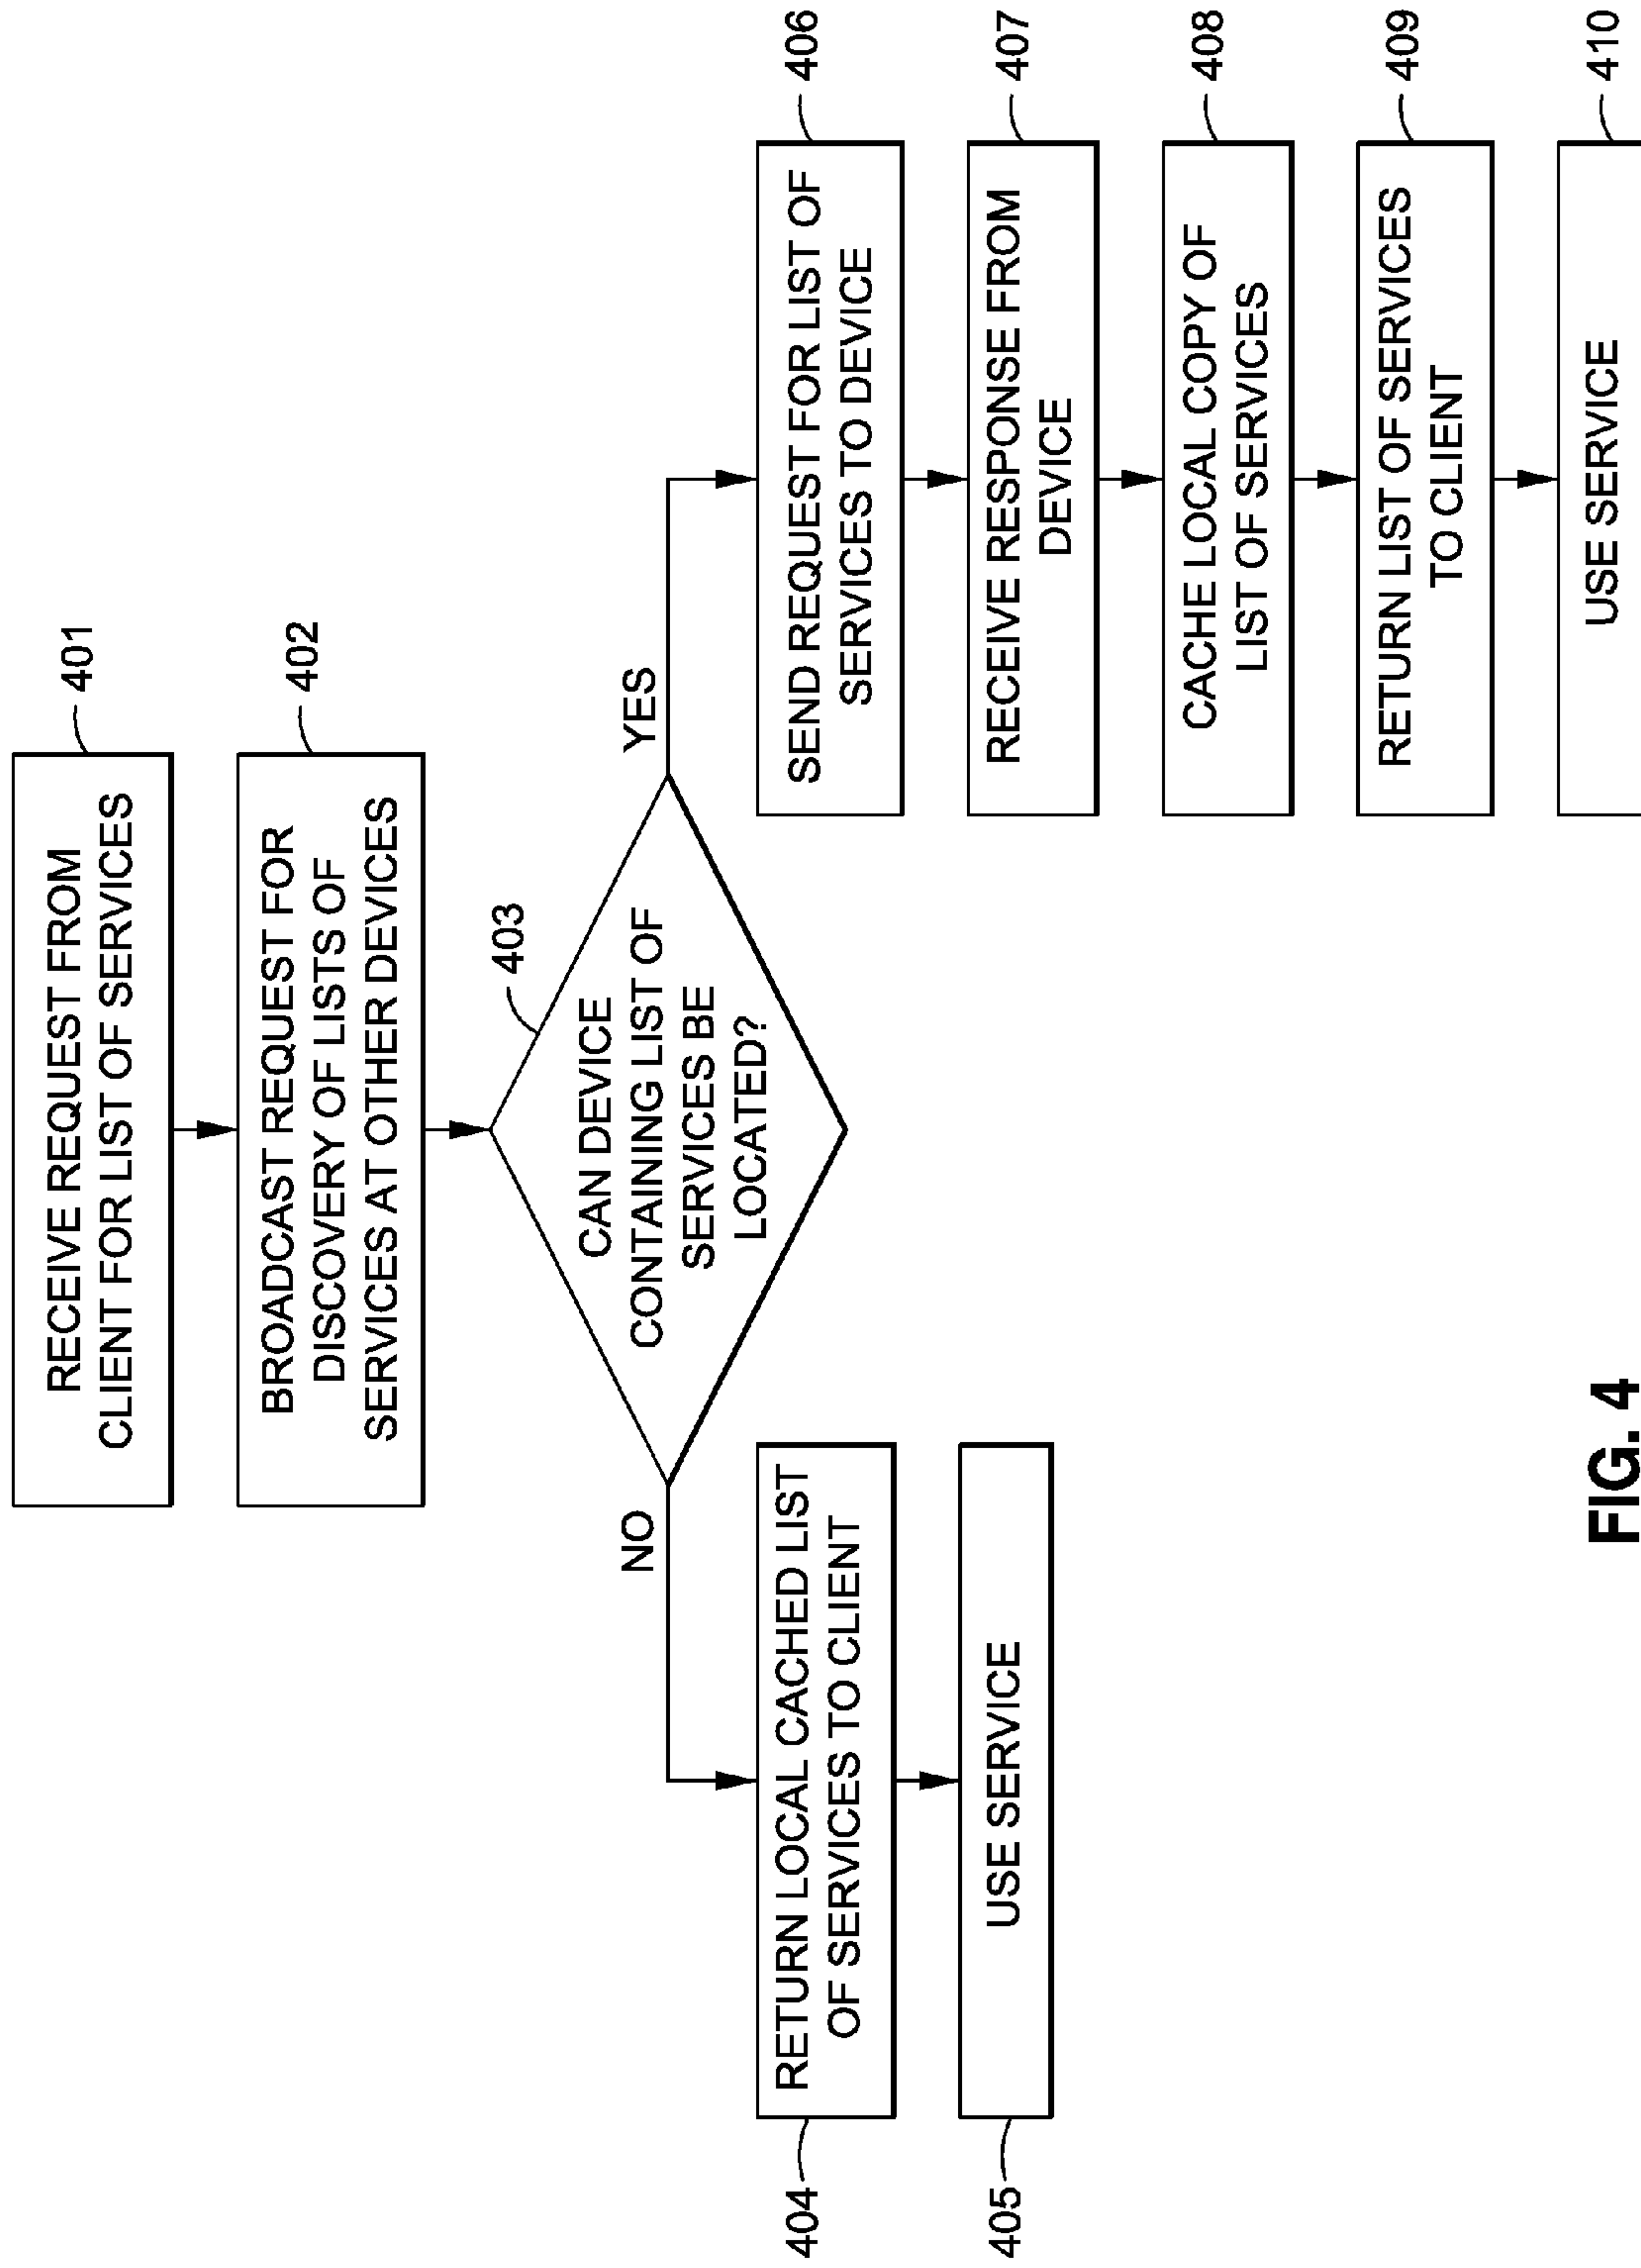 RECEIVE REQUEST FROM
CLIENT FOR LIST OF SERVICES
401
BROADCAST REQUEST FOR
DISCOVERY OF LISTS OF
SERVICES AT OTHER DEVICES
402
403
CAN DEVICE
CONTAINING LIST OF
SERVICES BE
LOCATED?
NO
YES
404
RETURN LOCAL CACHED LIST
OF SERVICES TO CLIENT
405
USE SERVICE
SEND REQUEST FOR LIST OF
SERVICES TO DEVICE
406
RECEIVE RESPONSE FROM
DEVICE
407
CACHE LOCAL COPY OF
LIST OF SERVICES
408
RETURN LIST OF SERVICES
TO CLIENT
409
USE SERVICE
410
FIG. 4